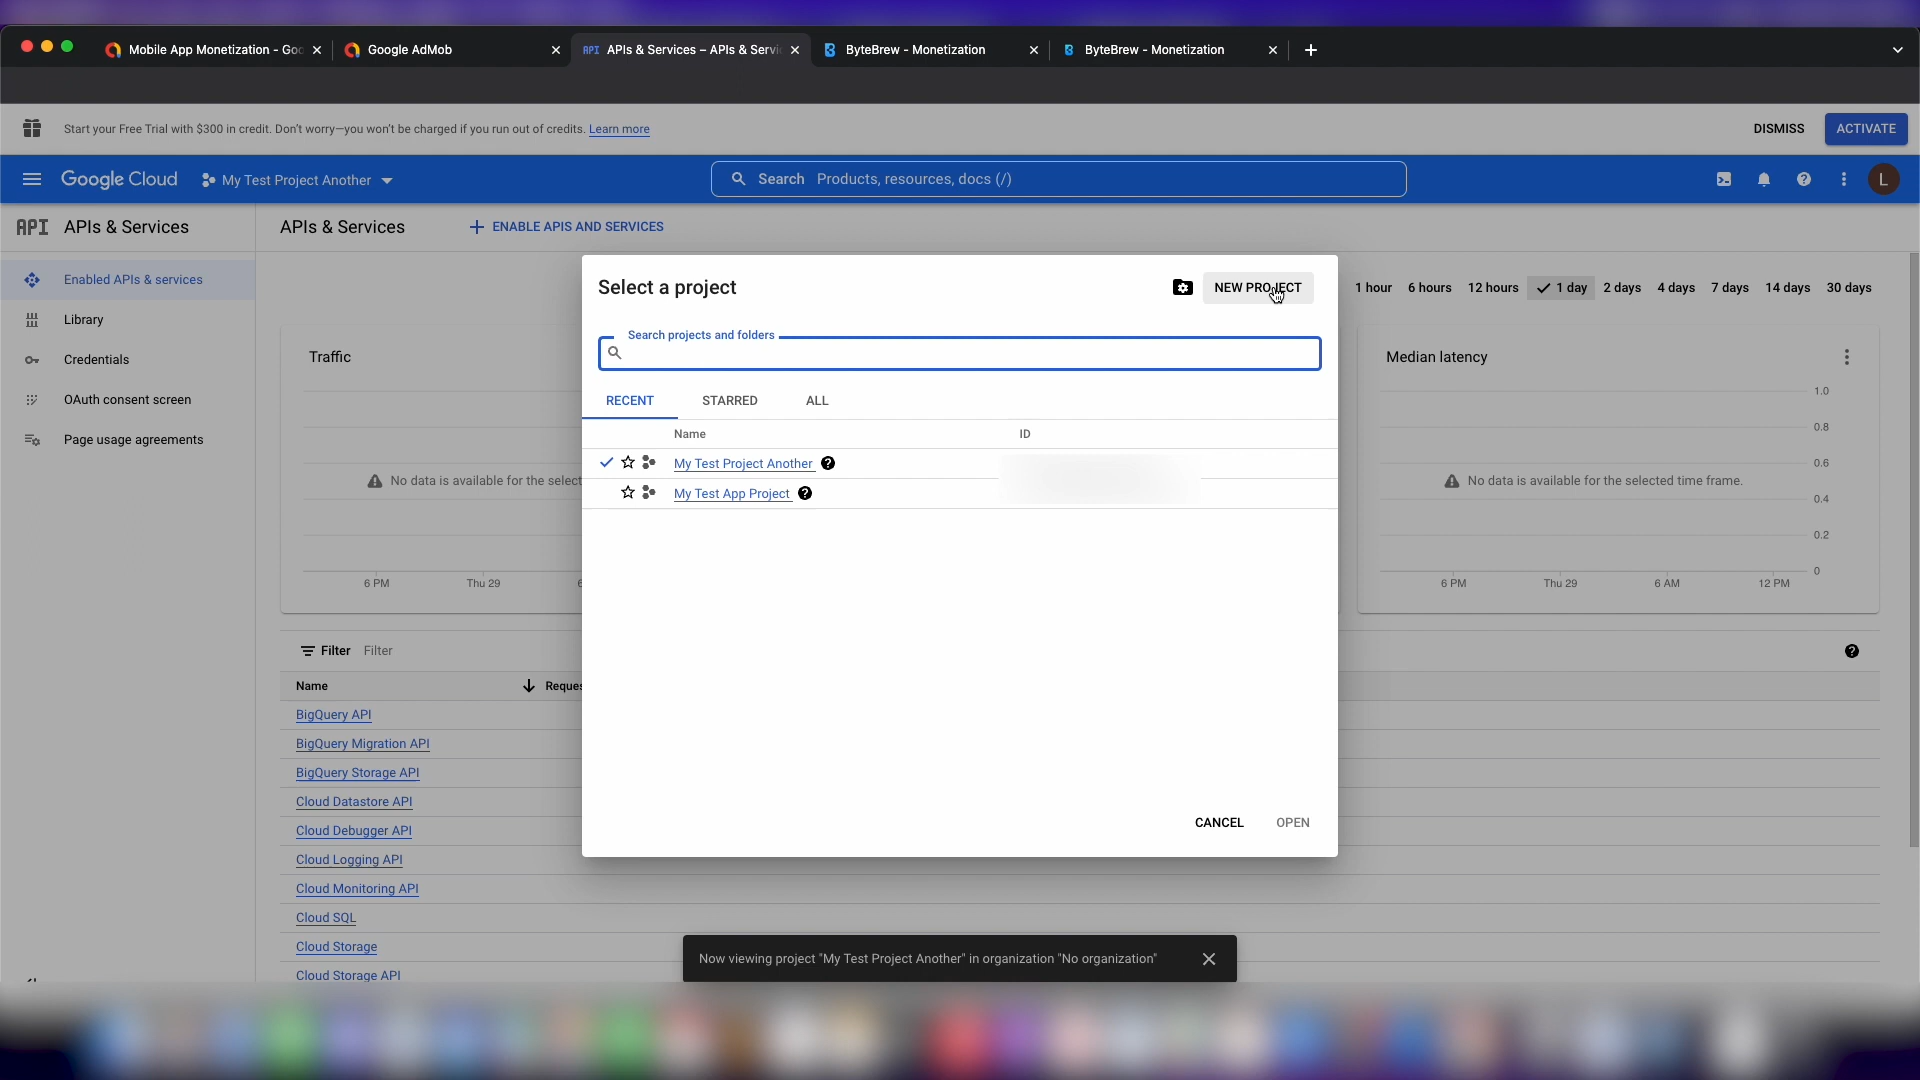 Mobile App Monetization - Goo
Google AdMob
API APIs & Services – APIs & Servi
ByteBrew - Monetization
ByteBrew - Monetization
Start your Free Trial with $300 in credit. Don't worry—you won't be charged if you run out of credits. Learn more
DISMISS
ACTIVATE
Google Cloud
My Test Project Another
Search Products, resources, docs (/)
L
API APIs & Services
APIs & Services
ENABLE APIS AND SERVICES
Enabled APIs & services
Library
Credentials
OAuth consent screen
Page usage agreements
1 hour 6 hours 12 hours 1 day 2 days 4 days 7 days 14 days 30 days
Traffic
No data is available for the select
6 PM Thu 29 6
Select a project
NEW PROJECT
Search projects and folders
RECENT STARRED ALL
Name ID
My Test Project Another
My Test App Project
CANCEL OPEN
Median latency
1.0
0.8
0.6
No data is available for the selected time frame.
0.4
0.2
0
6 PM Thu 29 6 AM 12 PM
Filter Filter
Name Reques
BigQuery API
BigQuery Migration API
BigQuery Storage API
Cloud Datastore API
Cloud Debugger API
Cloud Logging API
Cloud Monitoring API
Cloud SQL
Cloud Storage
Cloud Storage API
Now viewing project "My Test Project Another" in organization "No organization"